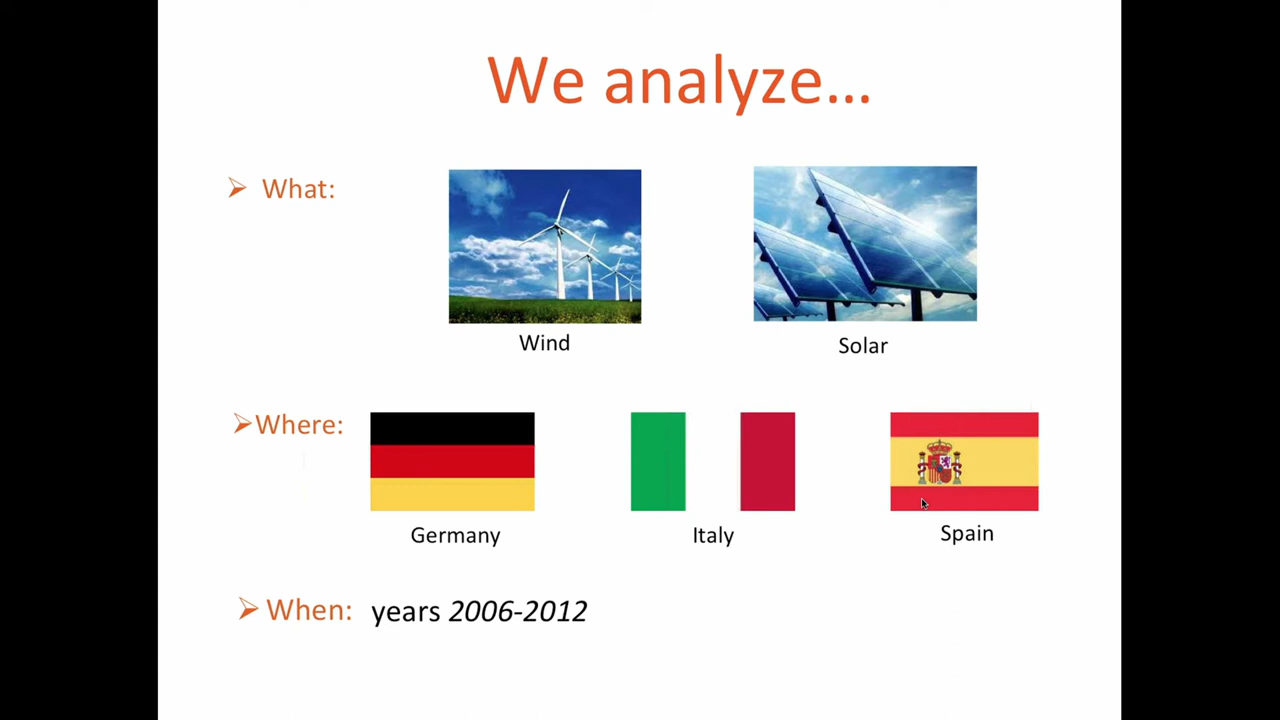 We analyze...
What:
Wind
Solar
Where:
Germany
Italy
Spain
When: years 2006-2012